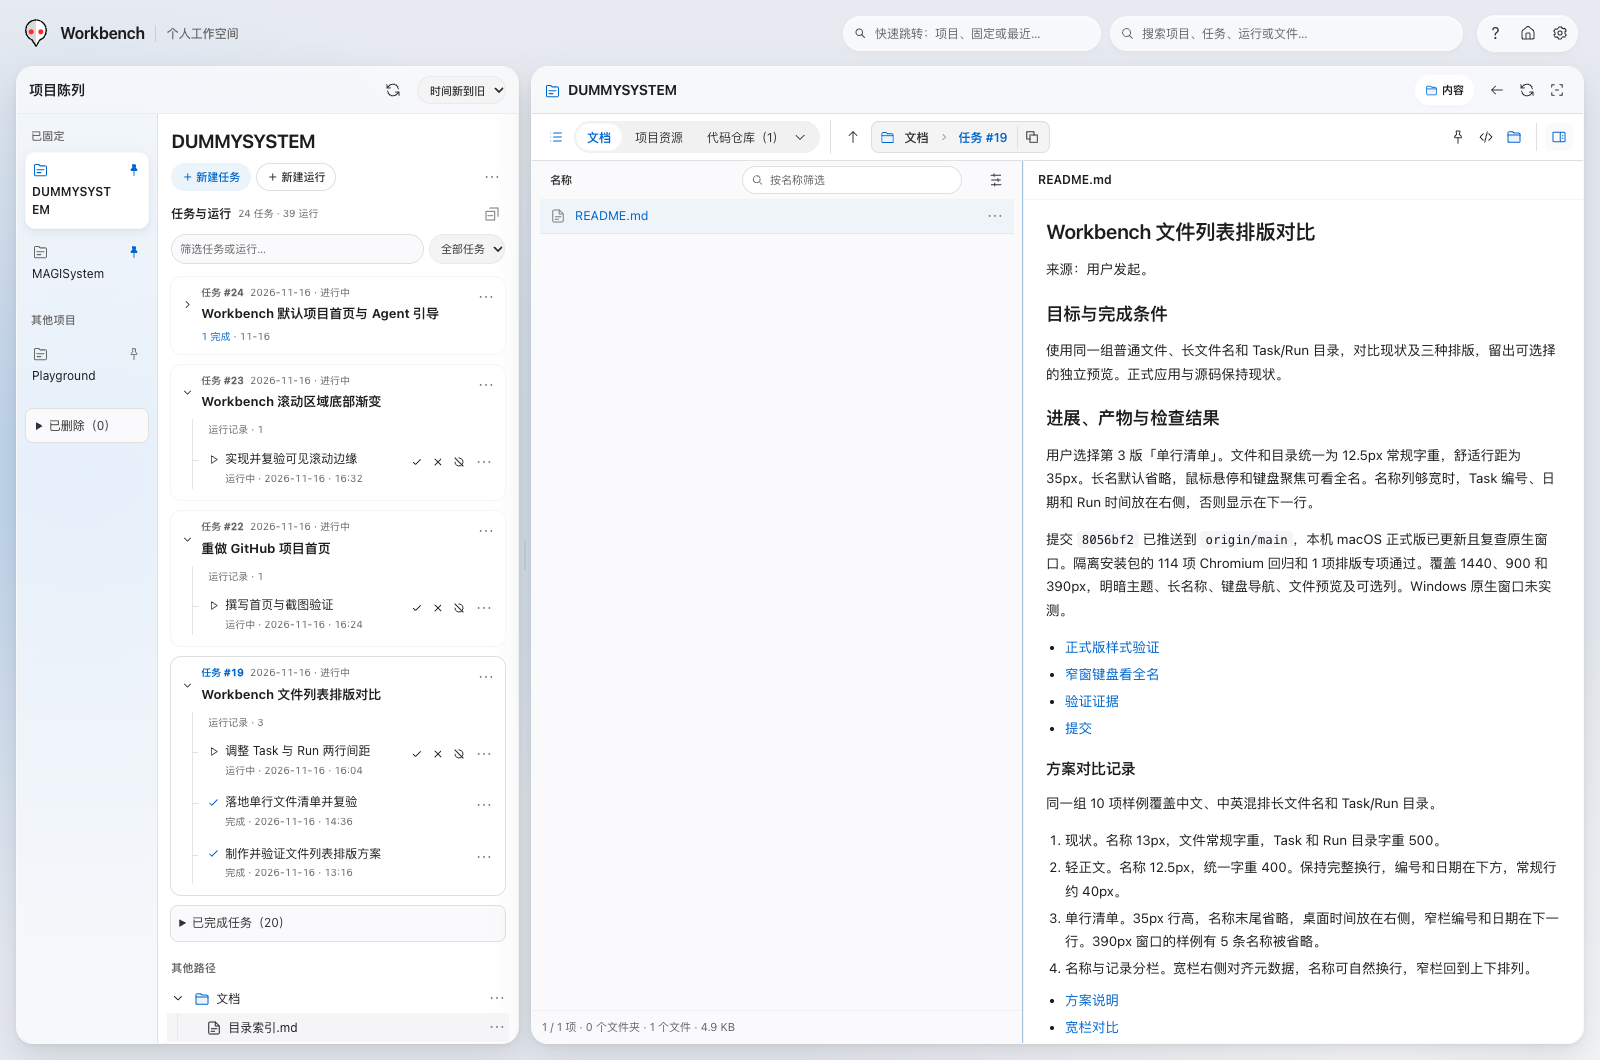 Workbench
个人工作空间
快速跳转：项目、固定或最近...
搜索项目、任务、运行或文件...
?
项目陈列
时间新到旧
已固定
DUMMYSYST
EM
MAGISystem
其他项目
Playground
已删除（0）
DUMMYSYSTEM
+ 新建任务
+ 新建运行
任务与运行 24 任务 · 39 运行
筛选任务或运行...
全部任务
任务 #24 2026-11-16 · 进行中
Workbench 默认项目首页与 Agent 引导
1 完成 · 11-16
任务 #23 2026-11-16 · 进行中
Workbench 滚动区域底部渐变
运行记录 · 1
实现并复验可见滚动边缘
运行中 · 2026-11-16 · 16:32
任务 #22 2026-11-16 · 进行中
重做 GitHub 项目首页
运行记录 · 1
撰写首页与截图验证
运行中 · 2026-11-16 · 16:24
任务 #19 2026-11-16 · 进行中
Workbench 文件列表排版对比
运行记录 · 3
调整 Task 与 Run 两行间距
运行中 · 2026-11-16 · 16:04
落地单行文件清单并复验
完成 · 2026-11-16 · 14:36
制作并验证文件列表排版方案
完成 · 2026-11-16 · 13:16
已完成任务（20）
其他路径
文档
目录索引.md
DUMMYSYSTEM
内容
文档
项目资源
代码仓库（1）
文档 › 任务 #19
名称
按名称筛选
README.md
1 / 1 项 · 0 个文件夹 · 1 个文件 · 4.9 KB
README.md
Workbench 文件列表排版对比
来源：用户发起。
目标与完成条件
使用同一组普通文件、长文件名和 Task/Run 目录，对比现状及三种排版，留出可选择
的独立预览。正式应用与源码保持现状。
进展、产物与检查结果
用户选择第 3 版「单行清单」。文件和目录统一为 12.5px 常规字重，舒适行距为
35px。长名默认省略，鼠标悬停和键盘聚焦可看全名。名称列够宽时，Task 编号、日
期和 Run 时间放在右侧，否则显示在下一行。
提交 8056bf2 已推送到 origin/main，本机 macOS 正式版已更新且复查原生窗
口。隔离安装包的 114 项 Chromium 回归和 1 项排版专项通过。覆盖 1440、900 和
390px，明暗主题、长名称、键盘导航、文件预览及可选列。Windows 原生窗口未实
测。
• 正式版样式验证
• 窄窗键盘看全名
• 验证证据
• 提交
方案对比记录
同一组 10 项样例覆盖中文、中英混排长文件名和 Task/Run 目录。
1. 现状。名称 13px，文件常规字重，Task 和 Run 目录字重 500。
2. 轻正文。名称 12.5px，统一字重 400。保持完整换行，编号和日期在下方，常规行
约 40px。
3. 单行清单。35px 行高，名称末尾省略，桌面时间放在右侧，窄栏编号和日期在下一
行。390px 窗口的样例有 5 条名称被省略。
4. 名称与记录分栏。宽栏右侧对齐元数据，名称可自然换行，窄栏回到上下排列。
• 方案说明
• 宽栏对比